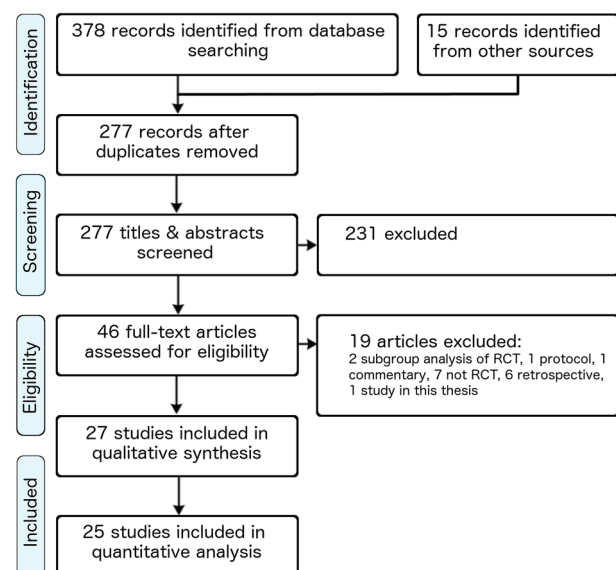 Identification
378 records identified from database
searching
15 records identified
from other sources
277 records after
duplicates removed
Screening
277 titles & abstracts
screened
231 excluded
Eligibility
46 full-text articles
assessed for eligibility
19 articles excluded:
2 subgroup analysis of RCT, 1 protocol, 1
commentary, 7 not RCT, 6 retrospective,
1 study in this thesis
27 studies included in
qualitative synthesis
Included
25 studies included in
quantitative analysis